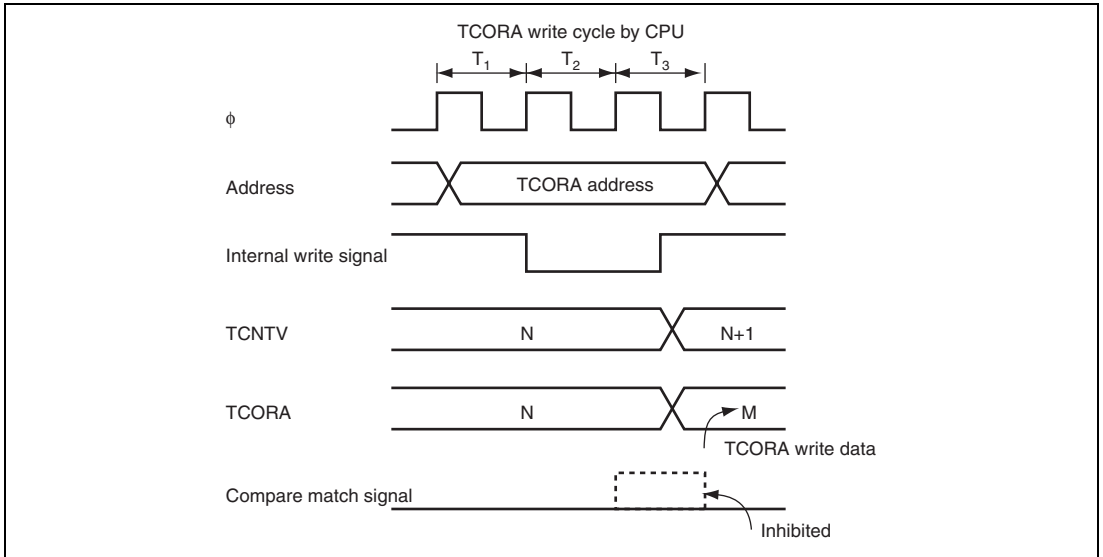 TCORA write cycle by CPU
T1 T2 T3
ϕ
Address
TCORA address
Internal write signal
TCNTV
N
N+1
TCORA
N
M
TCORA write data
Compare match signal
Inhibited